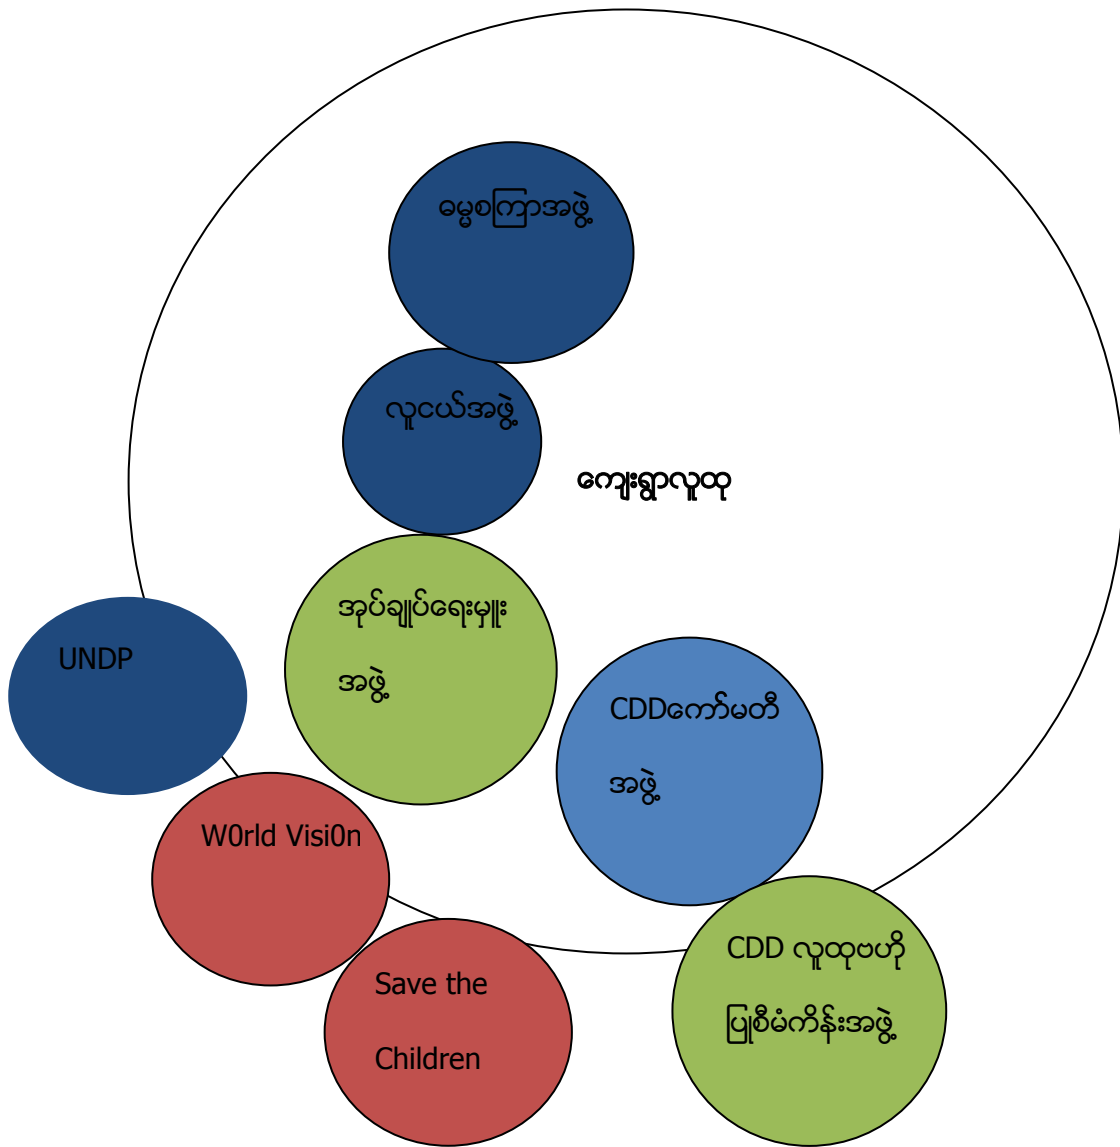 ဓမ္မစကြာအဖွဲ့
လူငယ်အဖွဲ့
ကျေးရွာလူထု
အုပ်ချုပ်ရေးမှူး
အဖွဲ့
UNDP
CDDကော်မတီ
အဖွဲ့
W0rld Visi0n
CDD လူထုဗဟို
ပြုစီမံကိန်းအဖွဲ့
Save the
Children